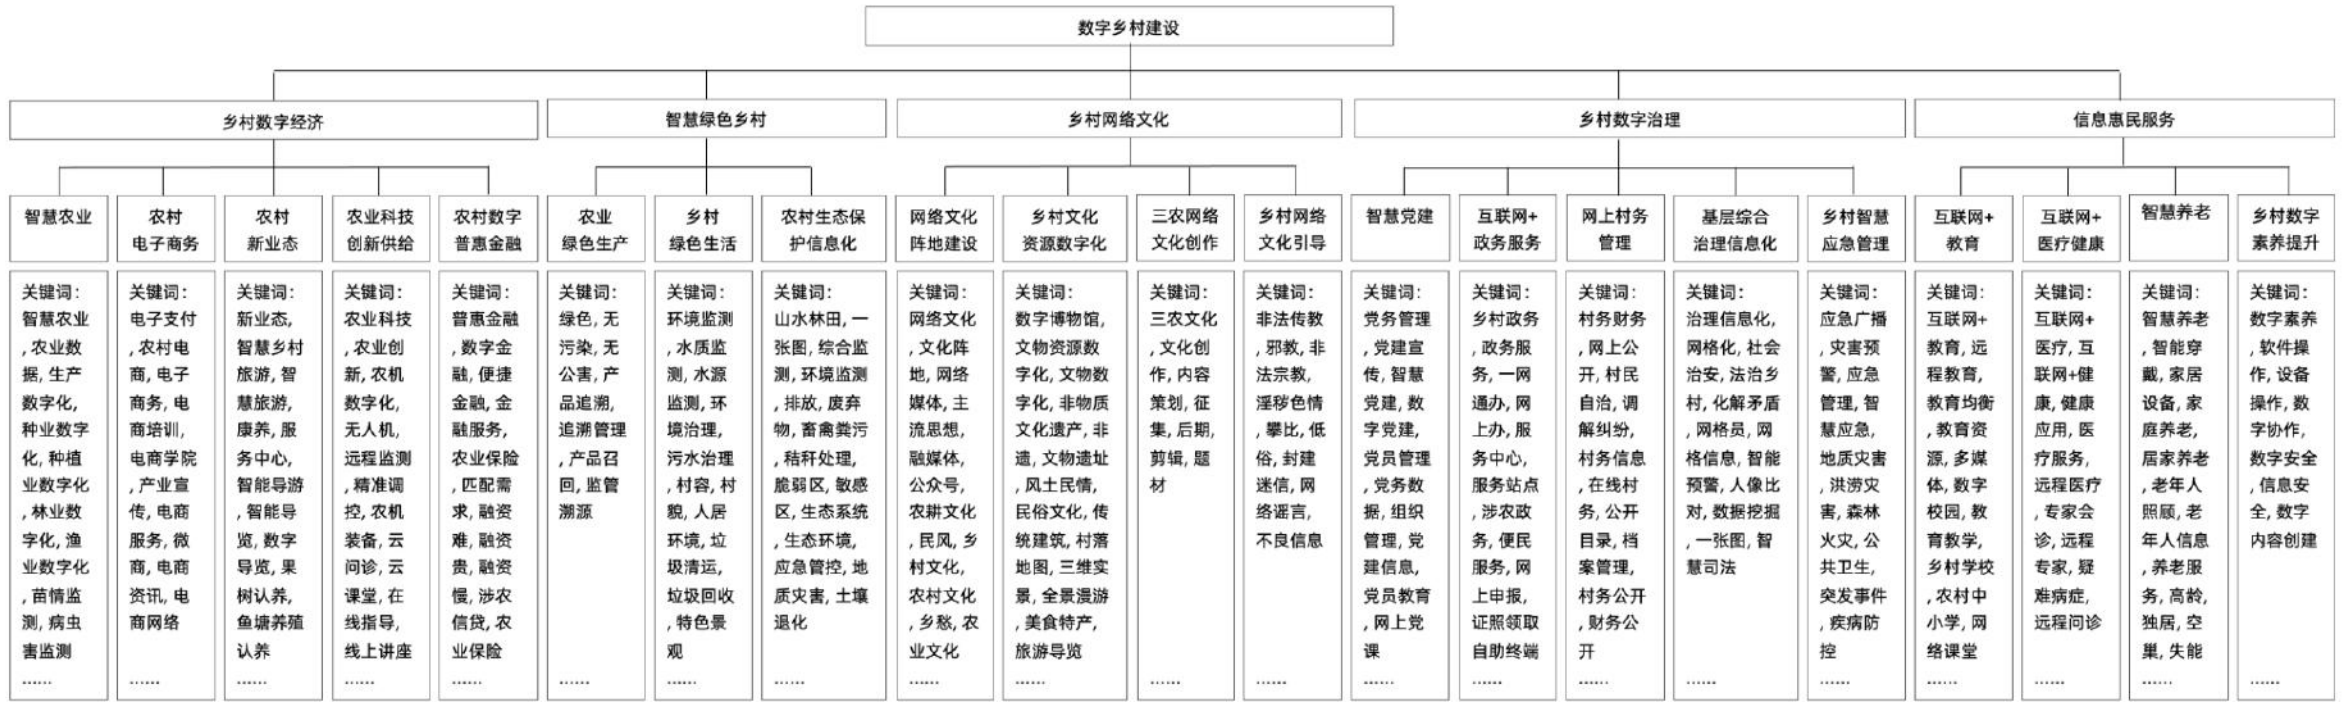 数字乡村建设
乡村数字经济
智慧绿色乡村
乡村网络文化
乡村数字治理
信息惠民服务
智慧农业
农村
电子商务
农村
新业态
农业科技
创新供给
农村数字
普惠金融
农业
绿色生产
乡村
绿色生活
农村生态保
护信息化
网络文化
阵地建设
乡村文化
资源数字化
三农网络
文化创作
乡村网络
文化引导
智慧党建
互联网+
政务服务
网上村务
管理
基层综合
治理信息化
乡村智慧
应急管理
互联网+
教育
互联网+
医疗健康
智慧养老
乡村数字
素养提升
关键词:
智慧农业
, 农业数
据, 生产
数字化,
种业数字
化, 种植
业数字化
, 林业数
字化, 渔
业数字化
, 苗情监
测, 病虫
害监测
......
关键词:
电子支付
, 农村电
商, 电子
商务, 电
商培训,
电商学院
, 产业宣
传, 电商
服务, 微
商, 电商
资讯, 电
商网络
......
关键词:
新业态,
智慧乡村
旅游, 智
慧旅游,
康养, 服
务中心,
智能导游
, 智能导
览, 数字
导览, 果
树认养,
鱼塘养殖
认养
......
关键词:
农业科技
, 农业创
新, 农机
数字化,
无人机,
远程监测
, 精准调
控, 农机
装备, 云
问诊, 云
课堂, 在
线指导,
线上讲座
......
关键词:
普惠金融
, 数字金
融, 便捷
金融, 金
融服务,
农业保险
, 匹配需
求, 融资
难, 融资
贵, 融资
慢, 涉农
信贷, 农
业保险
......
关键词:
绿色, 无
污染, 无
公害, 产
品追溯,
追溯管理
, 产品召
回, 监管
溯源
......
关键词:
环境监测
, 水质监
测, 水源
监测, 环
境治理,
污水治理
, 村容, 村
貌, 人居
环境, 垃
圾清运,
垃圾回收
, 特色景
观
......
关键词:
山水林田, 一
张图, 综合监
测, 环境监测
, 排放, 废弃
物, 畜禽粪污
, 秸秆处理,
脆弱区, 敏感
区, 生态系统
, 生态环境,
应急管控, 地
质灾害, 土壤
退化
......
关键词:
网络文化
, 文化阵
地, 网络
媒体, 主
流思想,
融媒体,
公众号,
农耕文化
, 民风, 乡
村文化,
农村文化
, 乡愁, 农
业文化
......
关键词:
数字博物馆,
文物资源数
字化, 文物数
字化, 非物质
文化遗产, 非
遗, 文物遗址
, 风土民情,
民俗文化, 传
统建筑, 村落
地图, 三维实
景, 全景漫游
, 美食特产,
旅游导览
......
关键词:
三农文化
, 文化创
作, 内容
策划, 征
集, 后期,
剪辑, 题
材
......
关键词:
非法传教
, 邪教, 非
法宗教,
淫秽色情
, 攀比, 低
俗, 封建
迷信, 网
络谣言,
不良信息
......
关键词:
党务管理
, 党建宣
传, 智慧
党建, 数
字党建,
党员管理
, 党务数
据, 组织
管理, 党
建信息,
党员教育
, 网上党
课
......
关键词:
乡村政务
, 政务服
务, 一网
通办, 网
上办, 服
务中心,
服务站点
, 涉农政
务, 便民
服务, 网
上申报,
证照领取
自助终端
......
关键词:
村务财务
, 网上公
开, 村民
自治, 调
解纠纷,
村务信息
, 在线村
务, 公开
目录, 档
案管理,
村务公开
, 财务公
开
......
关键词:
治理信息化,
网格化, 社会
治安, 法治乡
村, 化解矛盾
, 网格员, 网
格信息, 智能
预警, 人像比
对, 数据挖掘
, 一张图, 智
慧司法
......
关键词:
应急广播
, 灾害预
警, 应急
管理, 智
慧应急,
地质灾害
, 洪涝灾
害, 森林
火灾, 公
共卫生,
突发事件
, 疾病防
控
......
关键词:
互联网+
教育, 远
程教育,
教育均衡
, 教育资
源, 多媒
体, 数字
校园, 教
育教学,
乡村学校
, 农村中
小学, 网
络课堂
......
关键词:
互联网+
医疗, 互
联网+健
康, 健康
应用, 医
疗服务,
远程医疗
, 专家会
诊, 远程
专家, 疑
难病症,
远程问诊
......
关键词:
智慧养老
, 智能穿
戴, 家居
设备, 家
庭养老,
居家养老
, 老年人
照顾, 老
年人信息
, 养老服
务, 高龄,
独居, 空
巢, 失能
......
关键词:
数字素养
, 软件操
作, 设备
操作, 数
字协作,
数字安全
, 信息安
全, 数字
内容创建
......